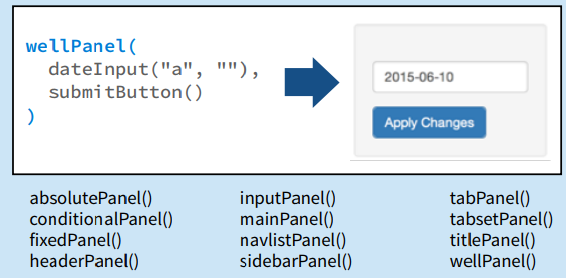 wellPanel(
dateInput("a", ""),
submitButton()
)
2015-06-10
Apply Changes
absolutePanel()
conditionalPanel()
fixedPanel()
headerPanel()
inputPanel()
mainPanel()
navlistPanel()
sidebarPanel()
tabPanel()
tabsetPanel()
titlePanel()
wellPanel()